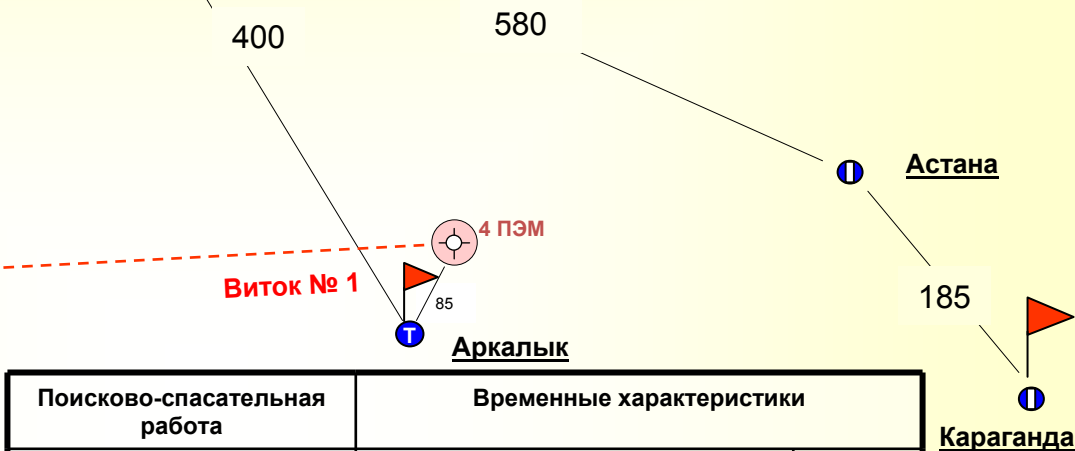 400
580
Астана
4 ПЭМ
Виток № 1
85
185
Т
Аркалык
Поисково-спасательная
работа
Временные характеристики
Караганда